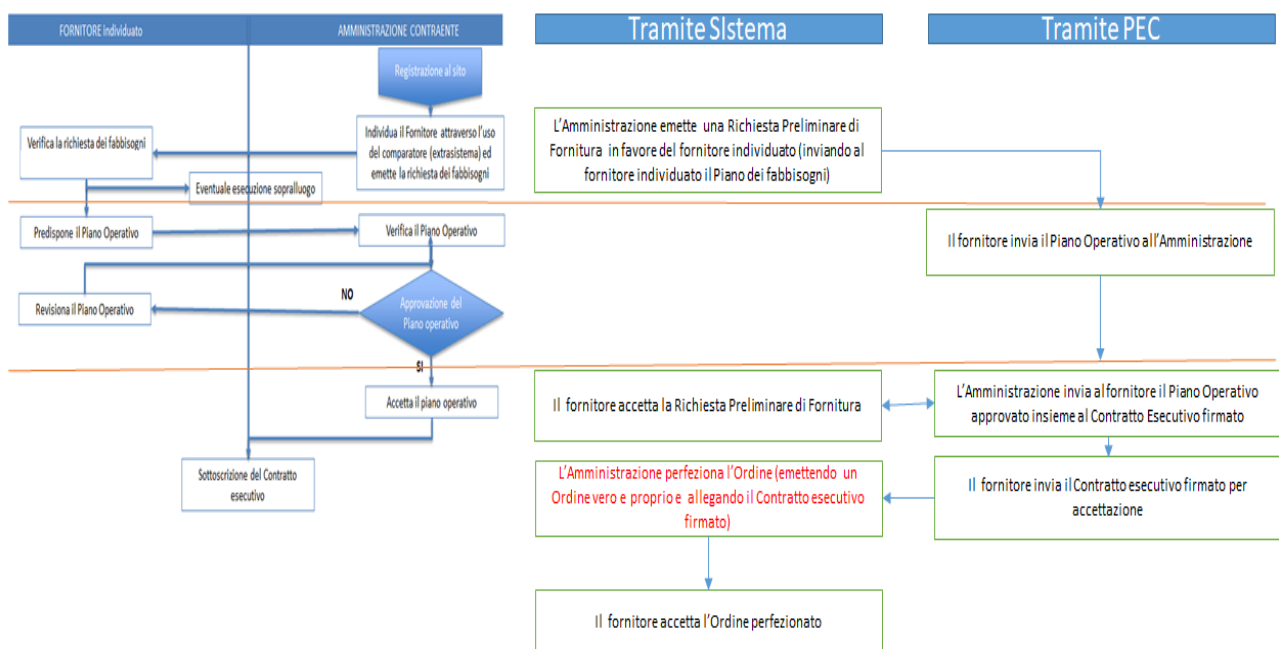 FORNITORE individuato
AMMINISTRAZIONE CONTRAENTE
Registrazione al sito
Verifica la richiesta dei fabbisogni
Individua il Fornitore attraverso l'uso
del comparatore (extrasistema) ed
emette la richiesta dei fabbisogni
Eventuale esecuzione sopralluogo
Predispone il Piano Operativo
Verifica il Piano Operativo
Revisiona il Piano Operativo
NO
Approvazione del
Piano operativo
SI
Accetta il piano operativo
Sottoscrizione del Contratto
esecutivo
Tramite SIstema
L'Amministrazione emette una Richiesta Preliminare di
Fornitura in favore del fornitore individuato (inviando al
fornitore individuato il Piano dei fabbisogni)
Il fornitore accetta la Richiesta Preliminare di Fornitura
L'Amministrazione perfeziona l'Ordine (emettendo un
Ordine vero e proprio e allegando il Contratto esecutivo
firmato)
Il fornitore accetta l'Ordine perfezionato
Tramite PEC
Il fornitore invia il Piano Operativo all'Amministrazione
L'Amministrazione invia al fornitore il Piano Operativo
approvato insieme al Contratto Esecutivo firmato
Il fornitore invia il Contratto esecutivo firmato per
accettazione